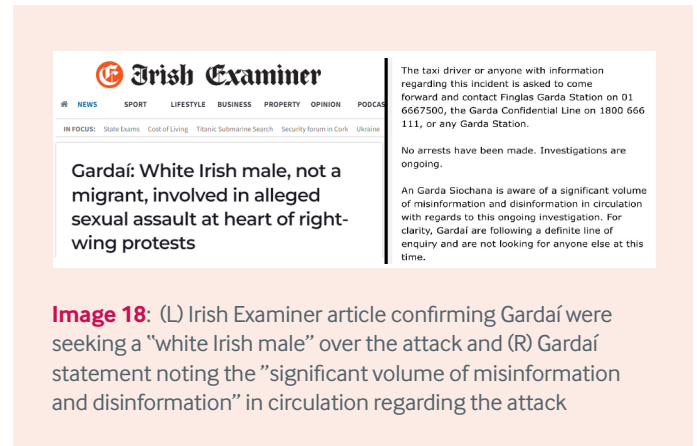 Irish Examiner
NEWS SPORT LIFESTYLE BUSINESS PROPERTY OPINION PODCAS
IN FOCUS: State Exams Cost of Living Titanic Submarine Search Security forum in Cork Ukraine
Gardaí: White Irish male, not a
migrant, involved in alleged
sexual assault at heart of right-
wing protests
The taxi driver or anyone with information
regarding this incident is asked to come
forward and contact Finglas Garda Station on 01
6667500, the Garda Confidential Line on 1800 666
111, or any Garda Station.
No arrests have been made. Investigations are
ongoing.
An Garda Siochana is aware of a significant volume
of misinformation and disinformation in circulation
with regards to this ongoing investigation. For
clarity, Gardaí are following a definite line of
enquiry and are not looking for anyone else at this
time.
Image 18: (L) Irish Examiner article confirming Gardaí were
seeking a “white Irish male” over the attack and (R) Gardaí
statement noting the ”significant volume of misinformation
and disinformation” in circulation regarding the attack